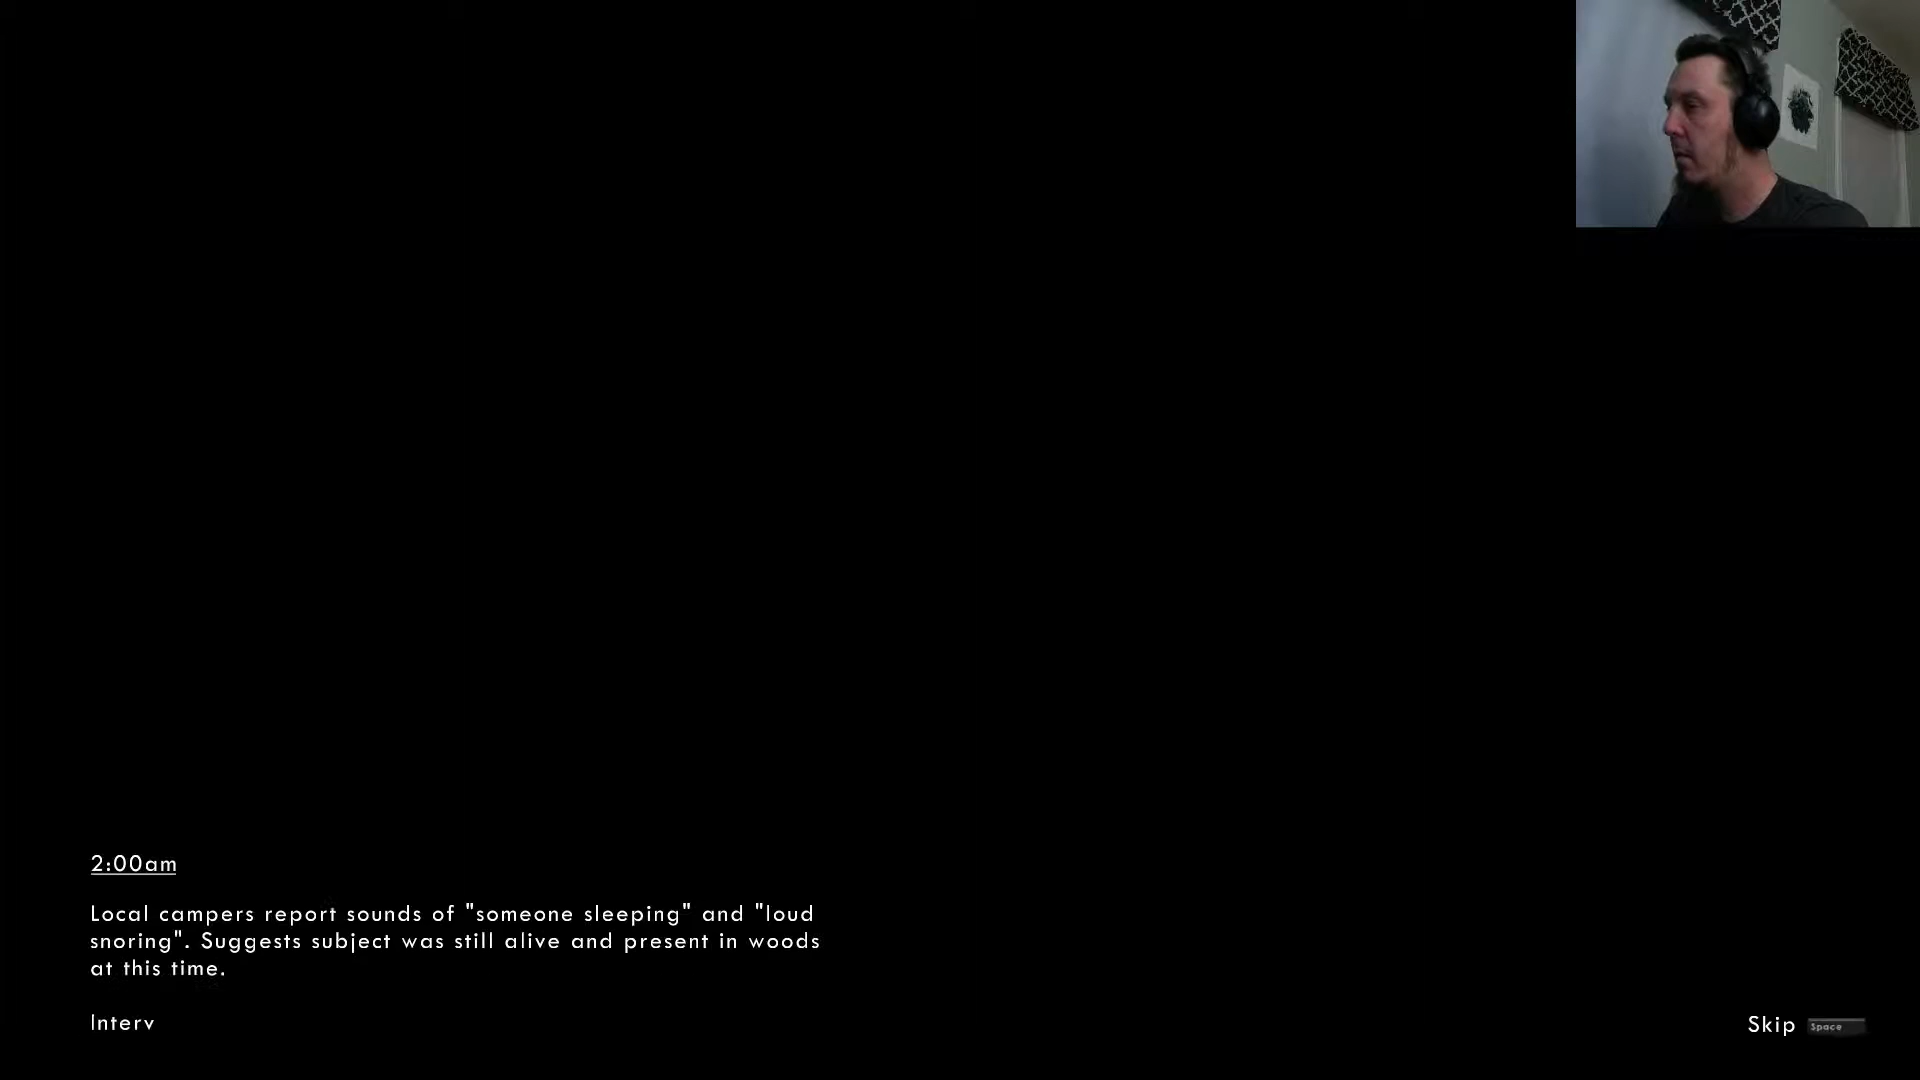 2:00am
Local campers report sounds of "someone sleeping" and "loud
snoring". Suggests subject was still alive and present in woods
at this time.
Interv
Skip Space